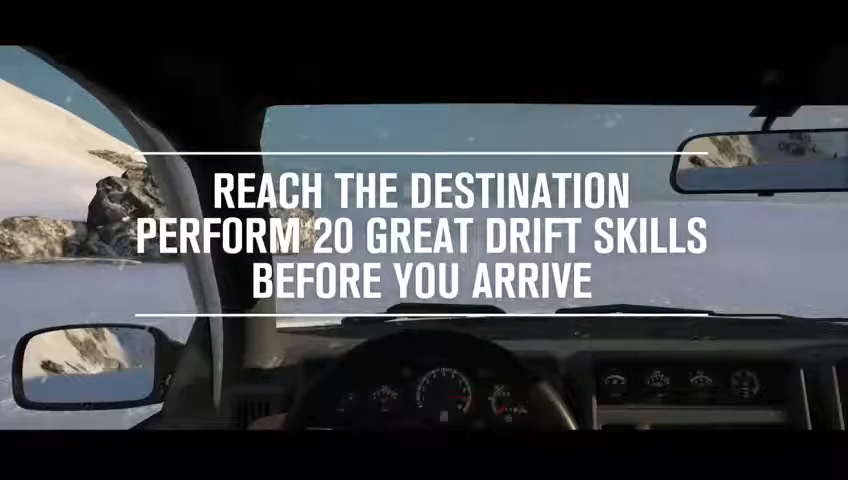 REACH THE DESTINATION
PERFORM 20 GREAT DRIFT SKILLS
BEFORE YOU ARRIVE